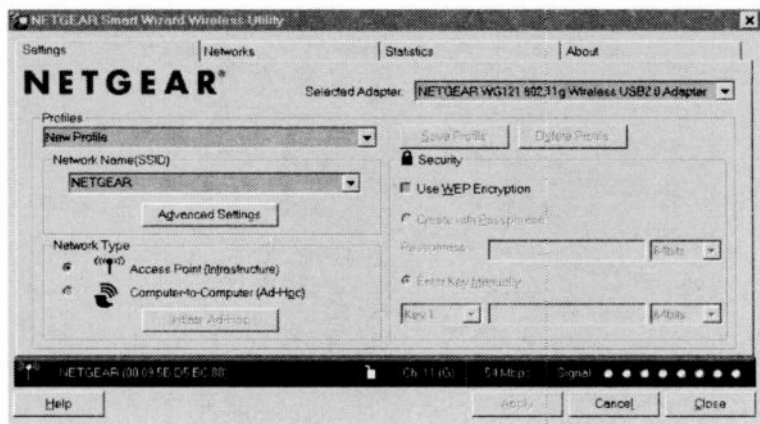 NETGEAR Smart Wizard Wireless Utility
Settings Networks Statistics About
NETGEAR®
Selected Adapter: NETGEAR WG121 802.11g Wireless USB2.0 Adapter
Profiles
New Profile
Save Profile Delete Profile
Network Name(SSID)
NETGEAR
Advanced Settings
Security
Use WEP Encryption
Create with Passphrase
Passphrase 64bits
Enter Key Manually
Key 1 64bits
Network Type
Access Point (Infrastructure)
Computer-to-Computer (Ad-Hoc)
Initiate Ad-Hoc
NETGEAR (00:09:5B:D5:BC:88) Ch: 11 (G) 54 Mbps Signal
Help Apply Cancel Close